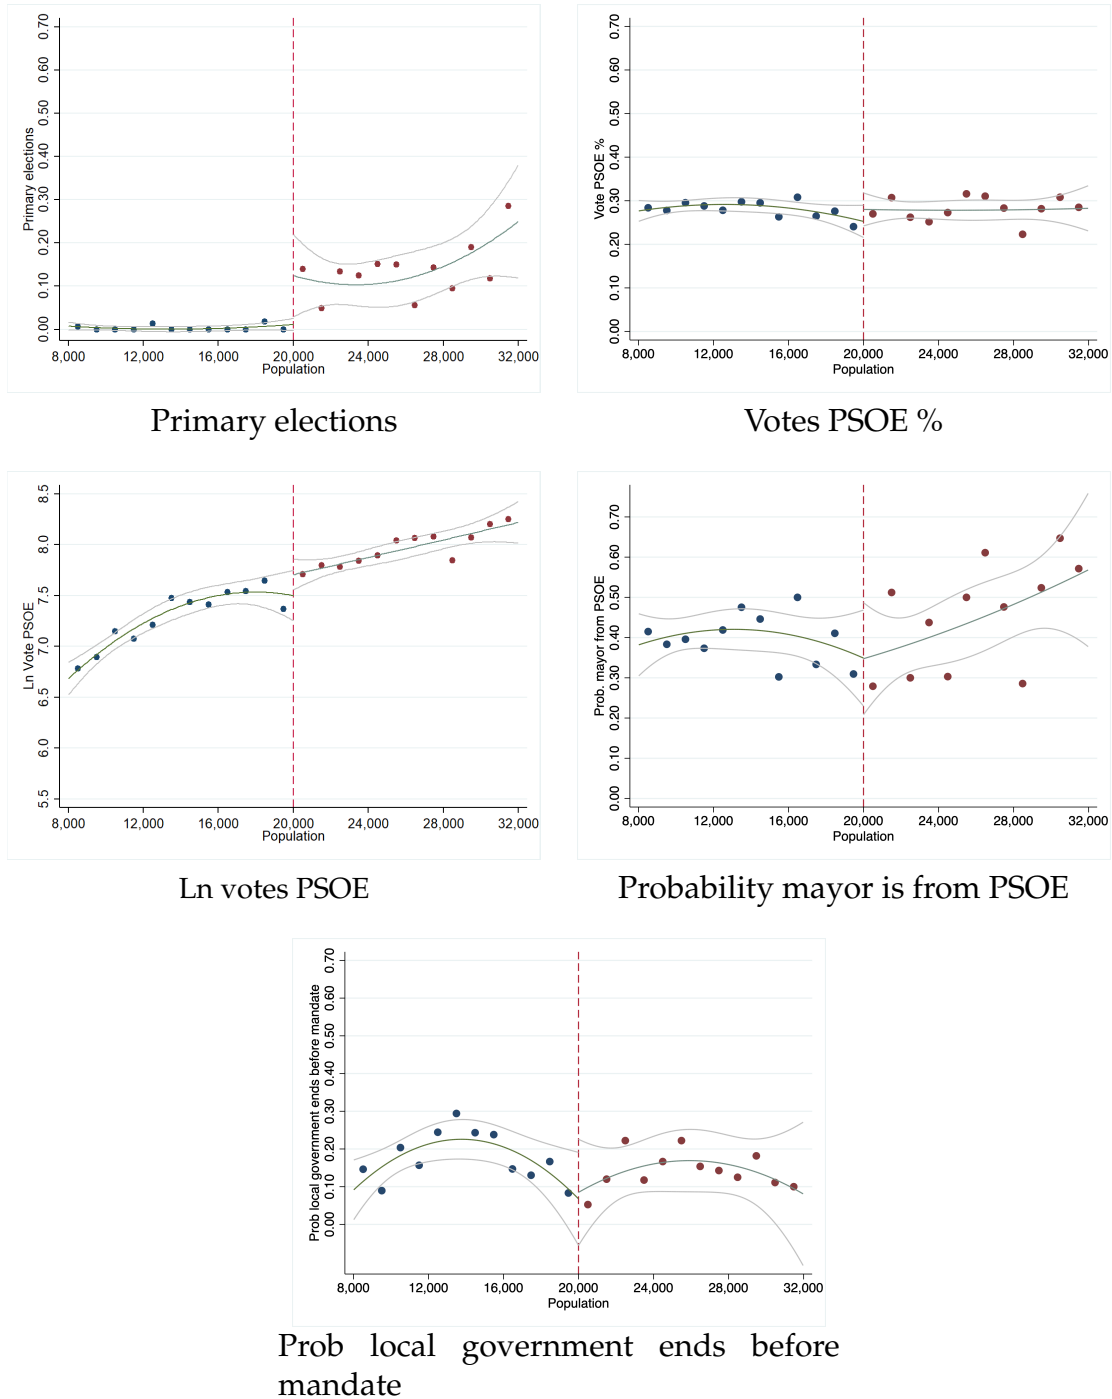 Primary elections
0.00 0.10 0.20 0.30 0.40 0.50 0.60 0.70
8,000 12,000 16,000 20,000 24,000 28,000 32,000
Population
Primary elections
Vote PSOE %
0.00 0.10 0.20 0.30 0.40 0.50 0.60 0.70
8,000 12,000 16,000 20,000 24,000 28,000 32,000
Population
Votes PSOE %
Ln Vote PSOE
5.5 6.0 6.5 7.0 7.5 8.0 8.5
8,000 12,000 16,000 20,000 24,000 28,000 32,000
Population
Ln votes PSOE
Prob. mayor from PSOE
0.00 0.10 0.20 0.30 0.40 0.50 0.60 0.70
8,000 12,000 16,000 20,000 24,000 28,000 32,000
Population
Probability mayor is from PSOE
Prob local government ends before mandate
0.00 0.10 0.20 0.30 0.40 0.50 0.60 0.70
8,000 12,000 16,000 20,000 24,000 28,000 32,000
Population
Prob local government ends before
mandate